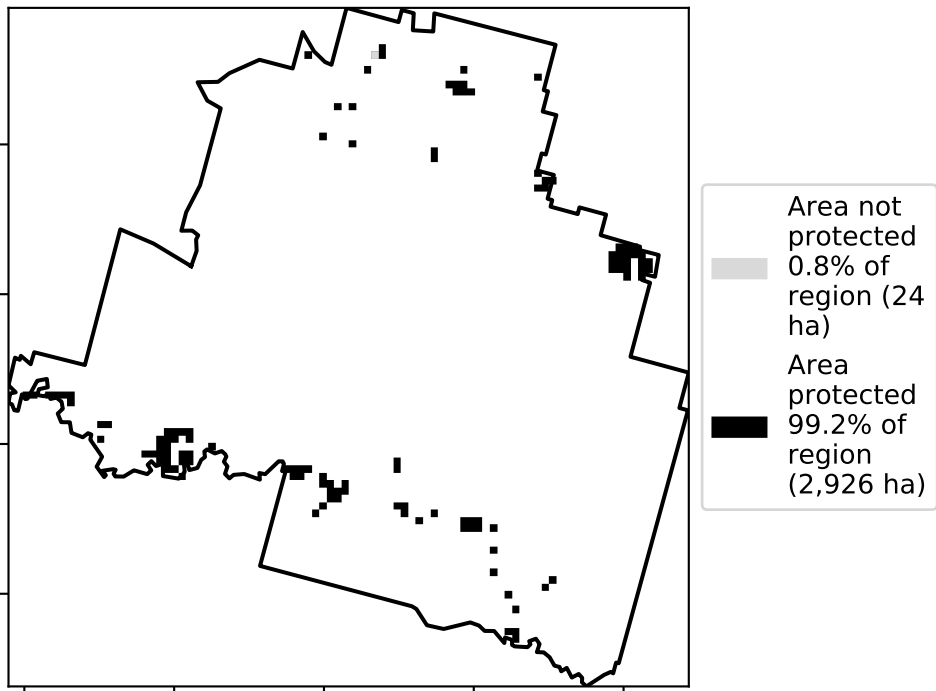 Area not
protected
0.8% of
region (24
ha)
Area
protected
99.2% of
region
(2,926 ha)